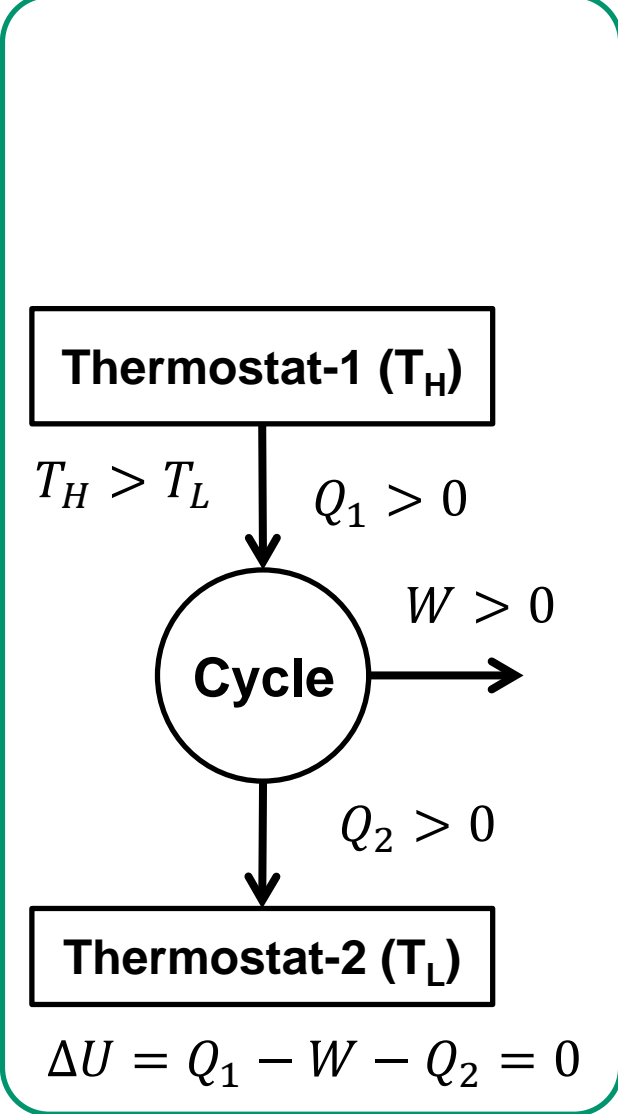 Thermostat-1 (T_H)
T_H > T_L
Q_1 > 0
W > 0
Cycle
Q_2 > 0
Thermostat-2 (T_L)
ΔU = Q_1 − W − Q_2 = 0